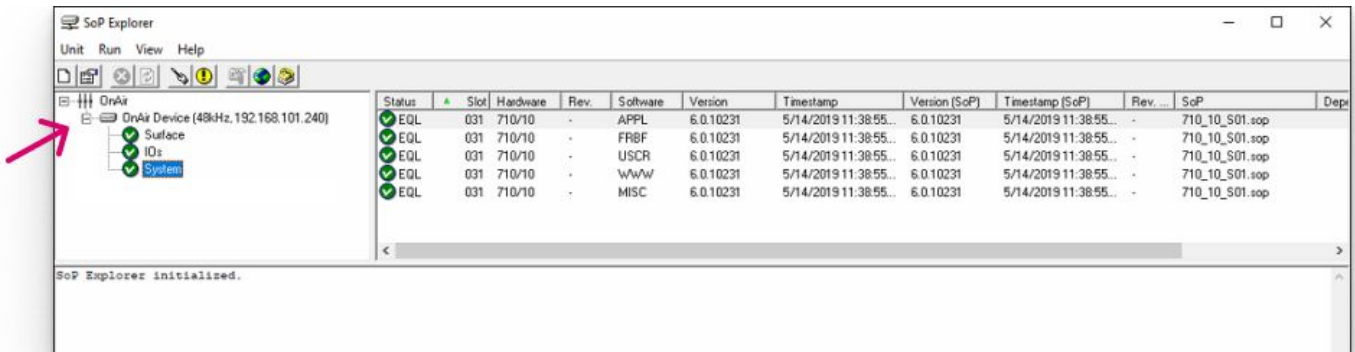 SoP Explorer
Unit Run View Help
OnAir
OnAir Device (48kHz, 192.168.101.240)
Surface
IOs
System
Status Slot Hardware Rev. Software Version Timestamp Version (SoP) Timestamp (SoP) Rev. ... SoP Depe
EQL 031 710/10 - APPL 6.0.10231 5/14/2019 11:38:55... 6.0.10231 5/14/2019 11:38:55... - 710_10_S01.sop
EQL 031 710/10 - FRBF 6.0.10231 5/14/2019 11:38:55... 6.0.10231 5/14/2019 11:38:55... - 710_10_S01.sop
EQL 031 710/10 - USCR 6.0.10231 5/14/2019 11:38:55... 6.0.10231 5/14/2019 11:38:55... - 710_10_S01.sop
EQL 031 710/10 - WWW 6.0.10231 5/14/2019 11:38:55... 6.0.10231 5/14/2019 11:38:55... - 710_10_S01.sop
EQL 031 710/10 - MISC 6.0.10231 5/14/2019 11:38:55... 6.0.10231 5/14/2019 11:38:55... - 710_10_S01.sop
SoP Explorer initialized.